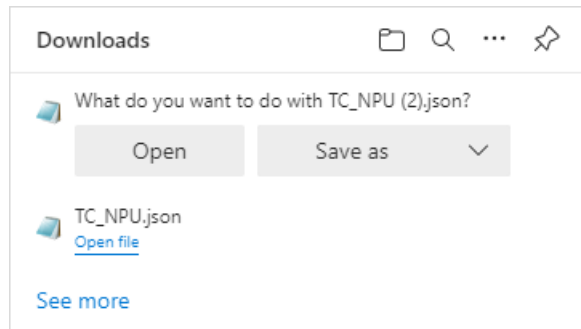 Downloads
What do you want to do with TC_NPU (2).json?
Open
Save as
TC_NPU.json
Open file
See more